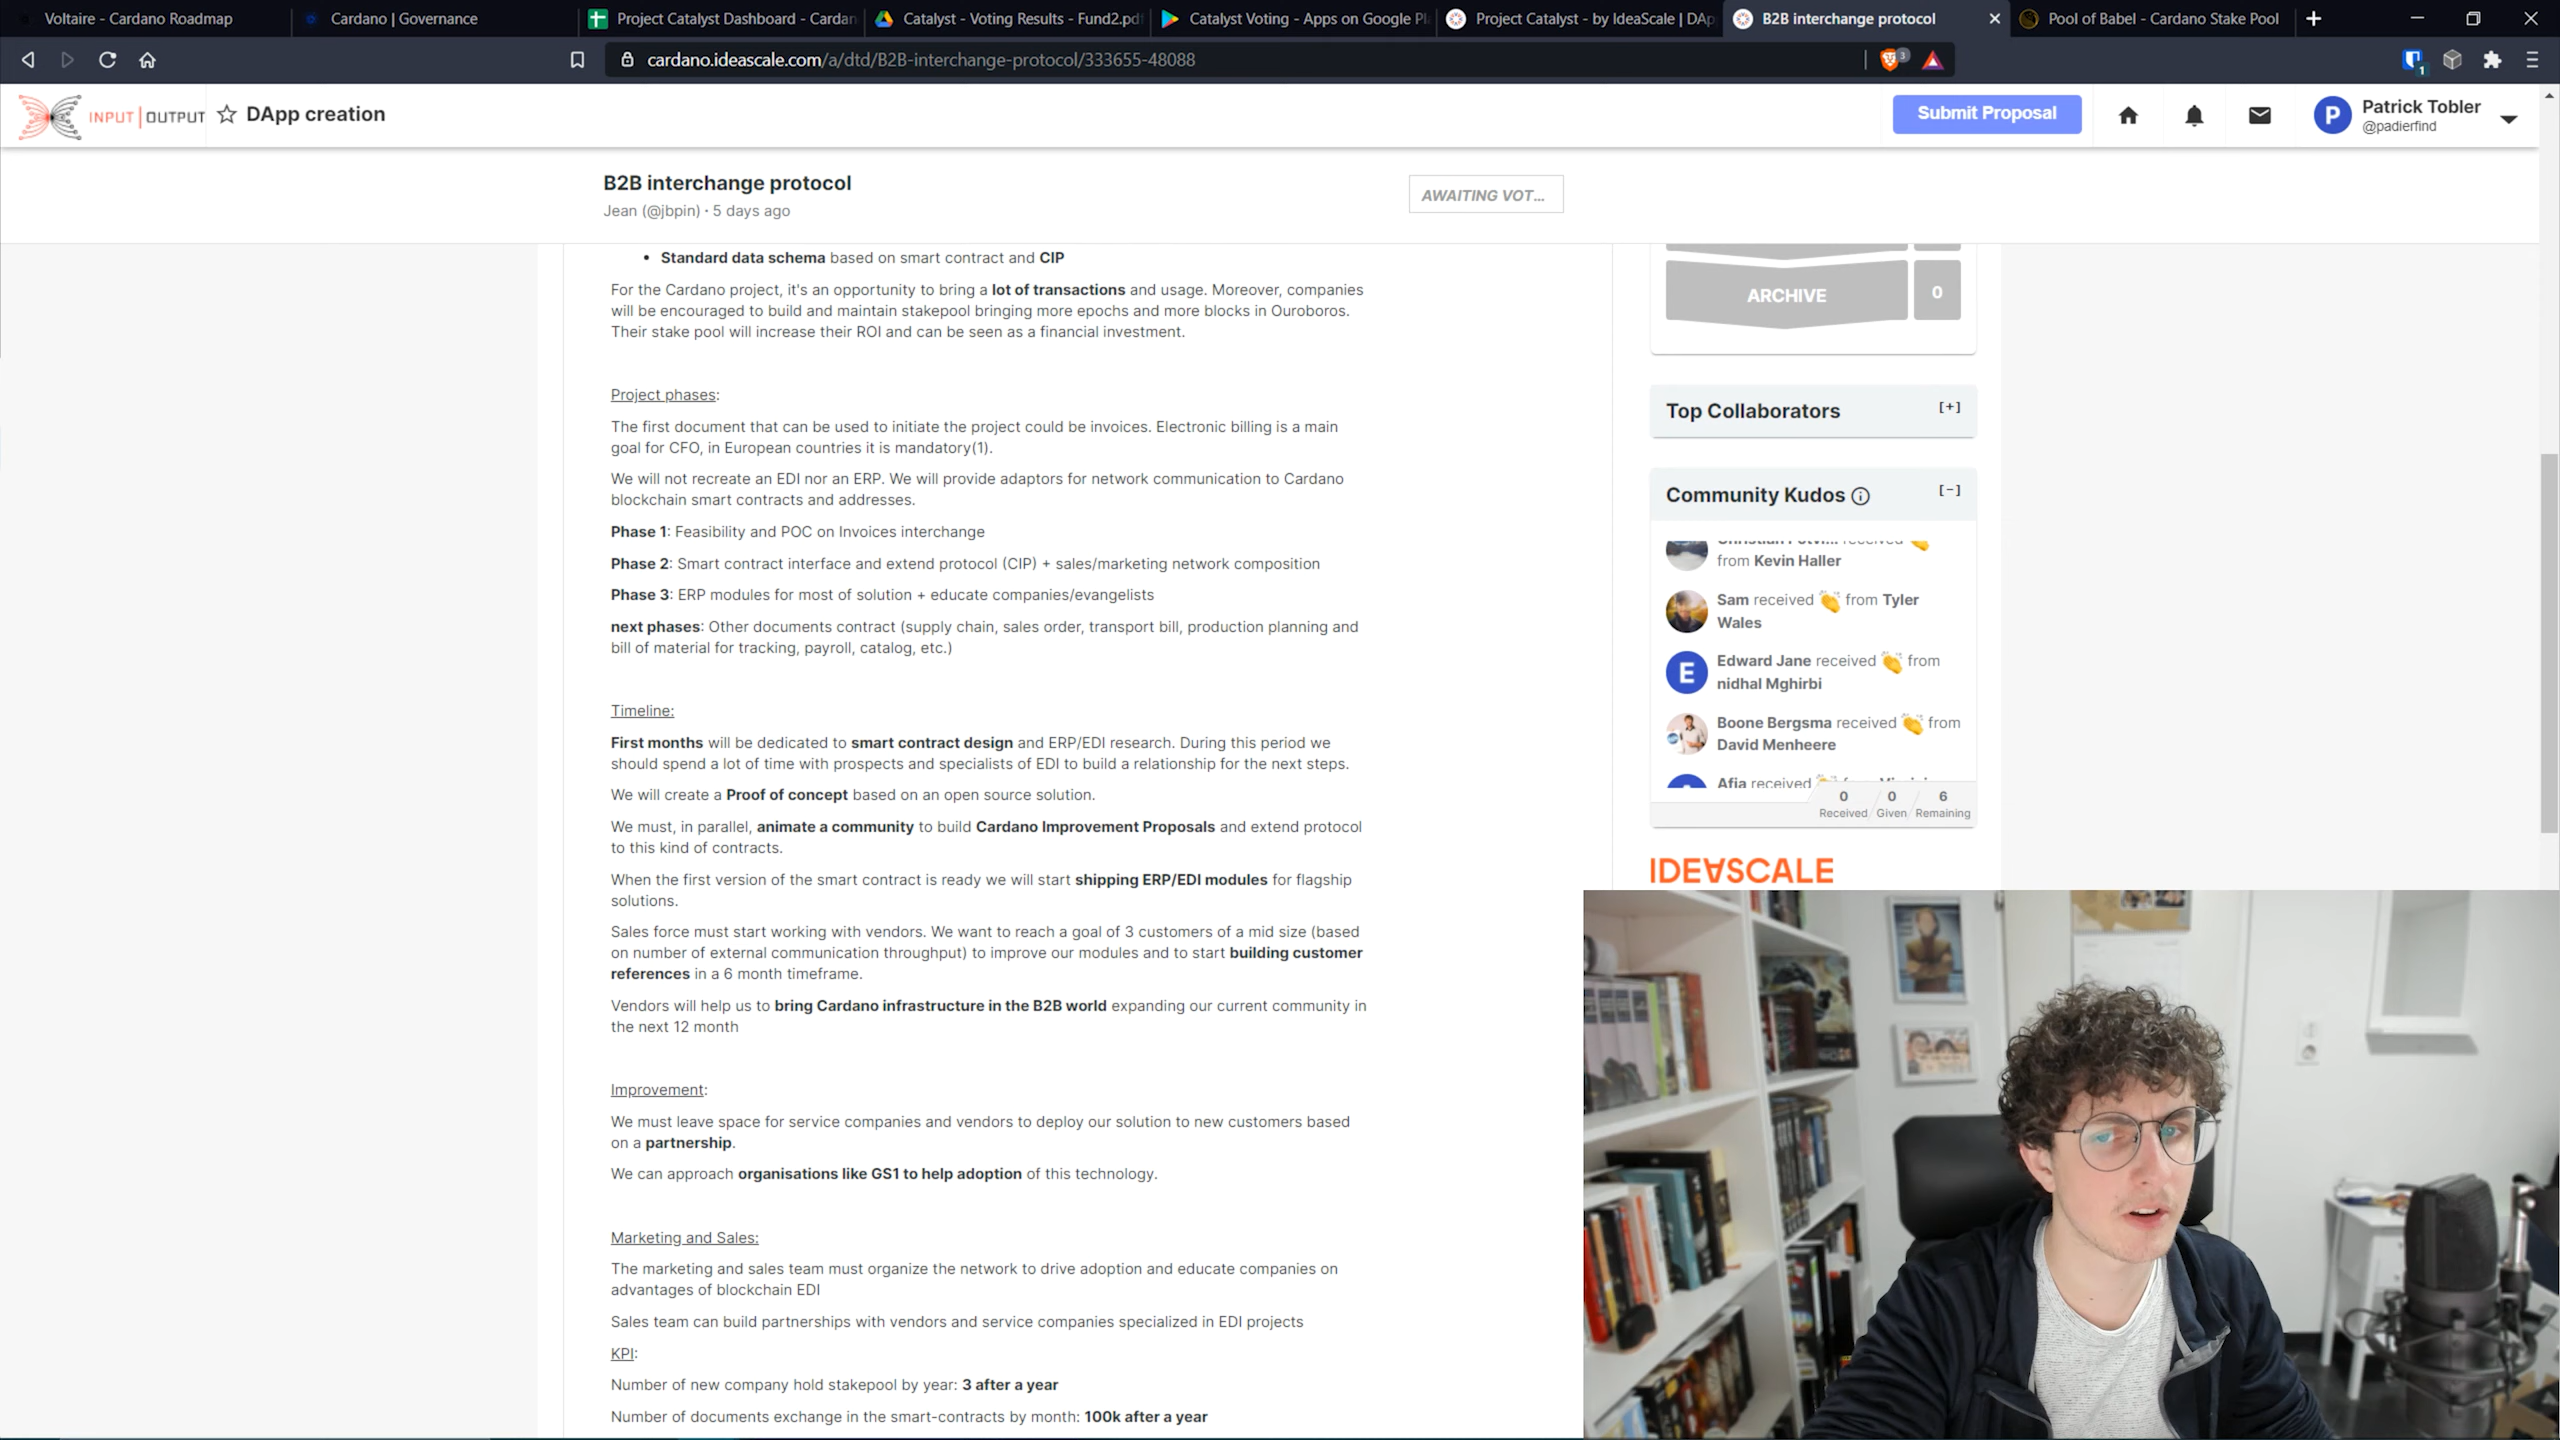 Voltaire - Cardano Roadmap
Cardano | Governance
Project Catalyst Dashboard - Cardan
Catalyst - Voting Results - Fund2.pdf
Catalyst Voting - Apps on Google Pl
Project Catalyst - by IdeaScale | DAp
B2B interchange protocol
Pool of Babel - Cardano Stake Pool
cardano.ideascale.com/a/dtd/B2B-interchange-protocol/333655-48088
3
1
INPUT | OUTPUT
DApp creation
Submit Proposal
P
Patrick Tobler
@padierfind
B2B interchange protocol
Jean (@jbpin) · 5 days ago
AWAITING VOT...
• Standard data schema based on smart contract and CIP
For the Cardano project, it's an opportunity to bring a lot of transactions and usage. Moreover, companies
will be encouraged to build and maintain stakepool bringing more epochs and more blocks in Ouroboros.
Their stake pool will increase their ROI and can be seen as a financial investment.
Project phases:
The first document that can be used to initiate the project could be invoices. Electronic billing is a main
goal for CFO, in European countries it is mandatory(1).
We will not recreate an EDI nor an ERP. We will provide adaptors for network communication to Cardano
blockchain smart contracts and addresses.
Phase 1: Feasibility and POC on Invoices interchange
Phase 2: Smart contract interface and extend protocol (CIP) + sales/marketing network composition
Phase 3: ERP modules for most of solution + educate companies/evangelists
next phases: Other documents contract (supply chain, sales order, transport bill, production planning and
bill of material for tracking, payroll, catalog, etc.)
Timeline:
First months will be dedicated to smart contract design and ERP/EDI research. During this period we
should spend a lot of time with prospects and specialists of EDI to build a relationship for the next steps.
We will create a Proof of concept based on an open source solution.
We must, in parallel, animate a community to build Cardano Improvement Proposals and extend protocol
to this kind of contracts.
When the first version of the smart contract is ready we will start shipping ERP/EDI modules for flagship
solutions.
Sales force must start working with vendors. We want to reach a goal of 3 customers of a mid size (based
on number of external communication throughput) to improve our modules and to start building customer
references in a 6 month timeframe.
Vendors will help us to bring Cardano infrastructure in the B2B world expanding our current community in
the next 12 month
Improvement:
We must leave space for service companies and vendors to deploy our solution to new customers based
on a partnership.
We can approach organisations like GS1 to help adoption of this technology.
Marketing and Sales:
The marketing and sales team must organize the network to drive adoption and educate companies on
advantages of blockchain EDI
Sales team can build partnerships with vendors and service companies specialized in EDI projects
KPI:
Number of new company hold stakepool by year: 3 after a year
Number of documents exchange in the smart-contracts by month: 100k after a year
ARCHIVE
0
Top Collaborators
[+]
Community Kudos
[-]
received
from Kevin Haller
Sam received 👏 from Tyler
Wales
E
Edward Jane received 👏 from
nidhal Mghirbi
Boone Bergsma received 👏 from
David Menheere
Afia received
0
Received
0
Given
6
Remaining
IDEASCALE